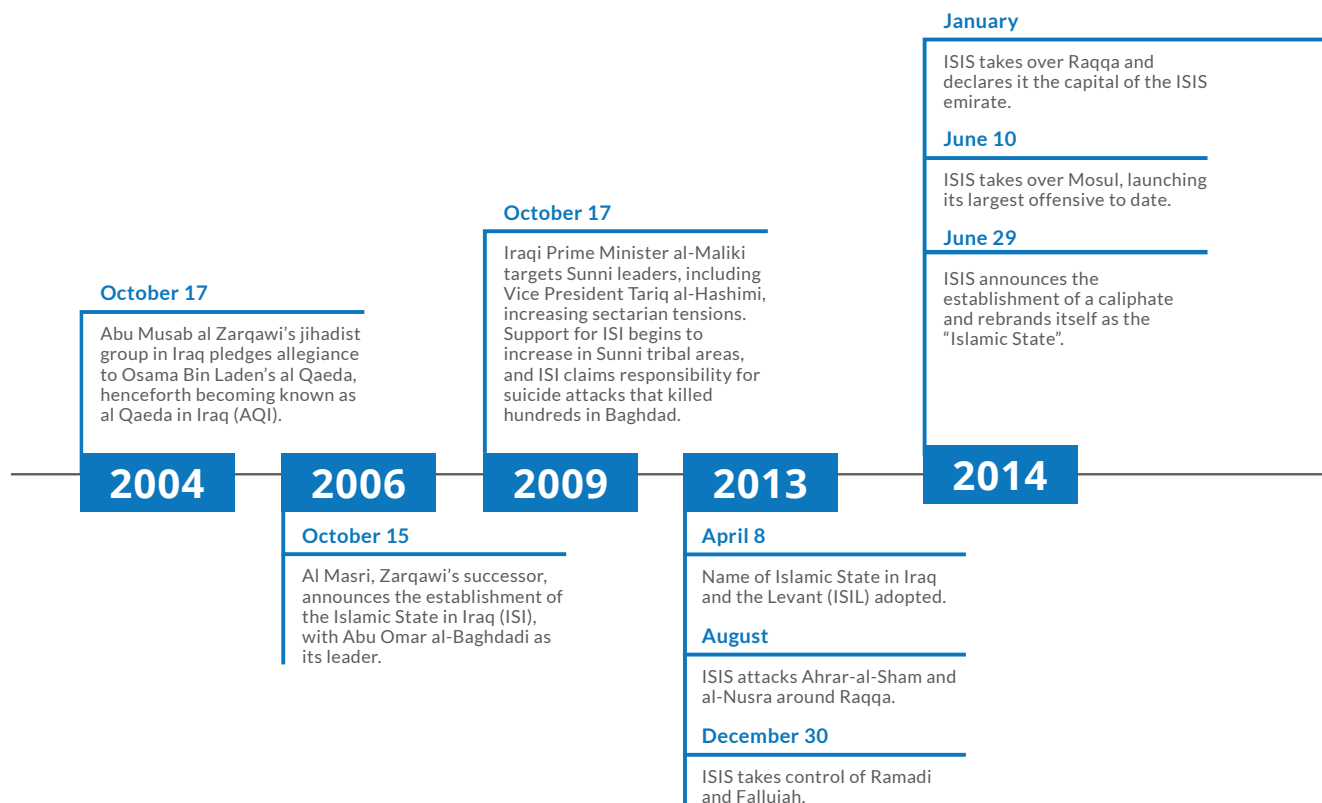 October 17
Abu Musab al Zarqawi’s jihadist
group in Iraq pledges allegiance
to Osama Bin Laden’s al Qaeda,
henceforth becoming known as
al Qaeda in Iraq (AQI).
2004
2006
October 15
Al Masri, Zarqawi’s successor,
announces the establishment of
the Islamic State in Iraq (ISI),
with Abu Omar al-Baghdadi as
its leader.
October 17
Iraqi Prime Minister al-Maliki
targets Sunni leaders, including
Vice President Tariq al-Hashimi,
increasing sectarian tensions.
Support for ISI begins to
increase in Sunni tribal areas,
and ISI claims responsibility for
suicide attacks that killed
hundreds in Baghdad.
2009
2013
April 8
Name of Islamic State in Iraq
and the Levant (ISIL) adopted.
August
ISIS attacks Ahrar-al-Sham and
al-Nusra around Raqqa.
December 30
ISIS takes control of Ramadi
and Fallujah.
January
ISIS takes over Raqqa and
declares it the capital of the ISIS
emirate.
June 10
ISIS takes over Mosul, launching
its largest offensive to date.
June 29
ISIS announces the
establishment of a caliphate
and rebrands itself as the
“Islamic State”.
2014